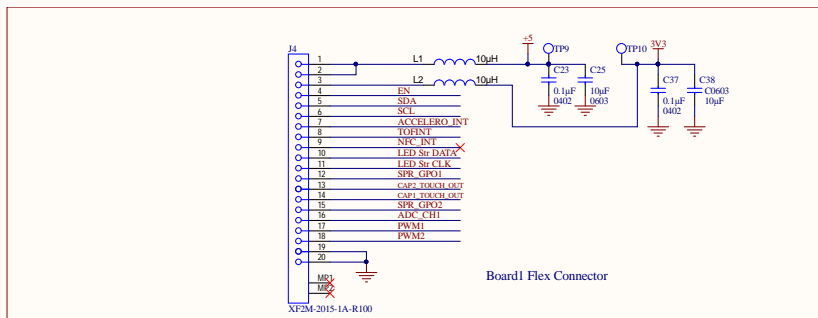 J4
+5
TP9
TP10
3V3
1
L1
10µH
2
3
L2
10µH
C23
0.1µF
0402
C25
10µF
0603
C37
0.1µF
0402
C38
C0603
10µF
4
EN
5
SDA
6
SCL
7
ACCELERO_INT
8
TOFINT
9
NFC_INT
10
LED Str DATA
11
LED Str CLK
12
SPR_GPO1
13
CAP2_TOUCH_OUT
14
CAP1_TOUCH_OUT
15
SPR_GPO2
16
ADC_CH1
17
PWM1
18
PWM2
19
20
MP1
MP2
Board1 Flex Connector
XF2M-2015-1A-R100